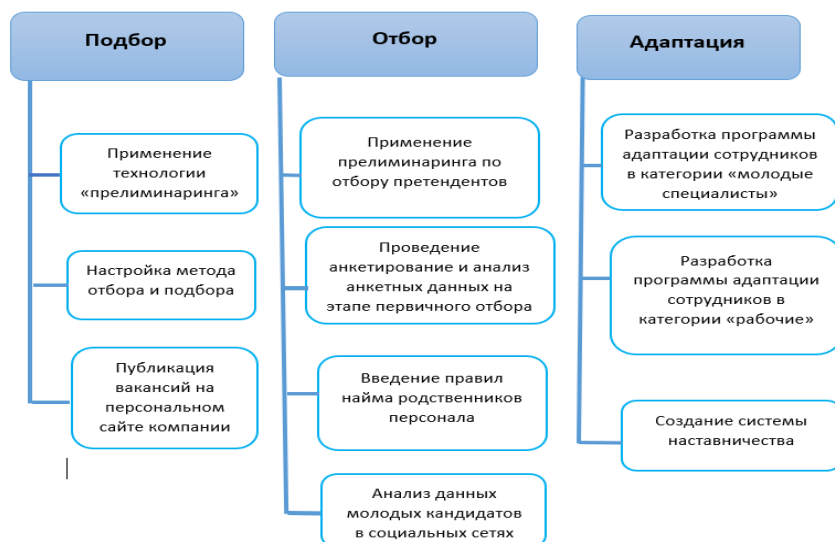 Подбор
Применение
технологии
«прелиминаринга»
Настройка метода
отбора и подбора
Публикация
вакансий на
персональном
сайте компании
Отбор
Применение
прелиминаринга по
отбору претендентов
Проведение
анкетирование и анализ
анкетных данных на
этапе первичного отбора
Введение правил
найма родственников
персонала
Анализ данных
молодых кандидатов
в социальных сетях
Адаптация
Разработка программы
адаптации сотрудников
в категории «молодые
специалисты»
Разработка
программы адаптации
сотрудников в
категории «рабочие»
Создание системы
наставничества